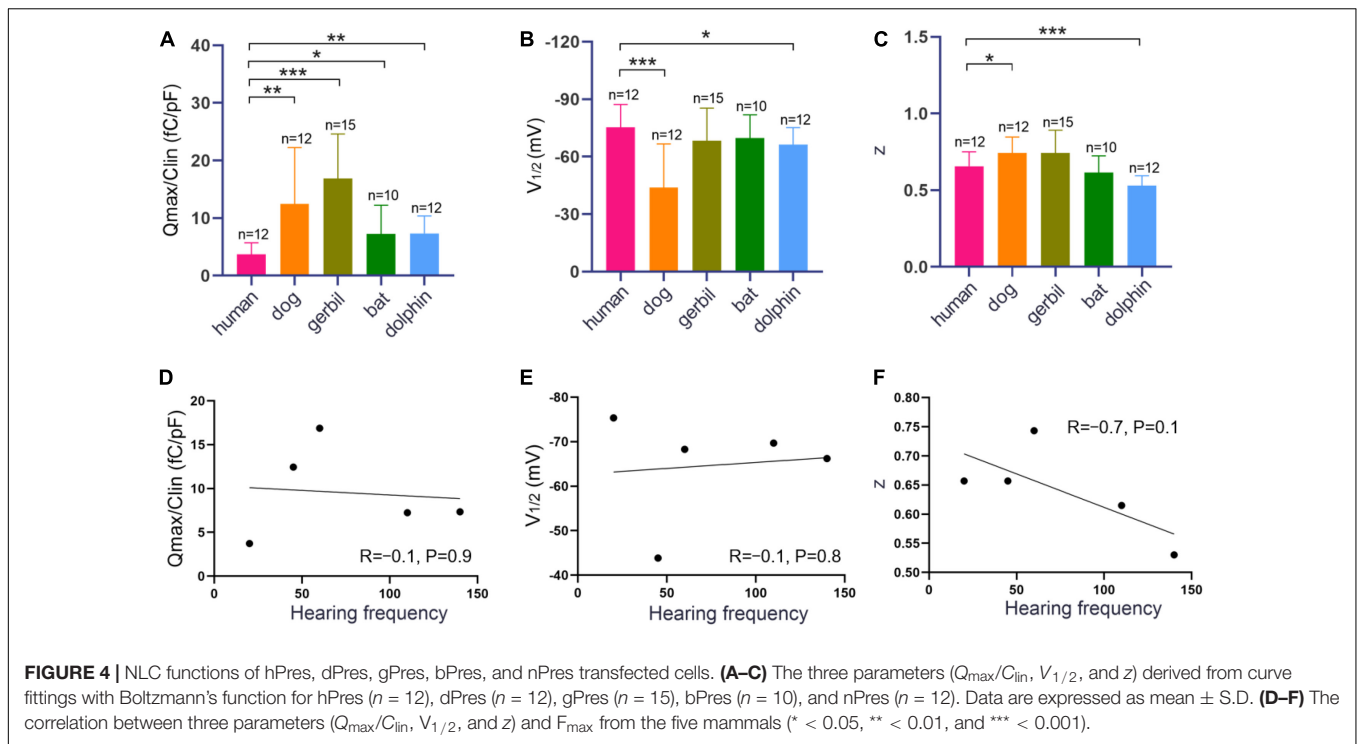 A
Qmax/Clin (fC/pF)
40
30
20
10
0
**
*
***
**
n=12
n=12
n=15
n=10
n=12
human
dog
gerbil
bat
dolphin
B
V1/2 (mV)
-120
-90
-60
-30
0
*
***
n=12
n=12
n=15
n=10
n=12
human
dog
gerbil
bat
dolphin
C
z
1.5
1.0
0.5
0.0
***
*
n=12
n=12
n=15
n=10
n=12
human
dog
gerbil
bat
dolphin
D
Qmax/Clin (fC/pF)
20
15
10
5
0
R=−0.1, P=0.9
0 50 100 150
Hearing frequency
E
V1/2 (mV)
-80
-70
-60
-50
-40
R=−0.1, P=0.8
0 50 100 150
Hearing frequency
F
z
0.80
0.75
0.70
0.65
0.60
0.55
0.50
R=−0.7, P=0.1
0 50 100 150
Hearing frequency
FIGURE 4 | NLC functions of hPres, dPres, gPres, bPres, and nPres transfected cells. (A–C) The three parameters (Qmax/Clin, V1/2, and z) derived from curve
fittings with Boltzmann's function for hPres (n = 12), dPres (n = 12), gPres (n = 15), bPres (n = 10), and nPres (n = 12). Data are expressed as mean ± S.D. (D–F) The
correlation between three parameters (Qmax/Clin, V1/2, and z) and Fmax from the five mammals (* < 0.05, ** < 0.01, and *** < 0.001).